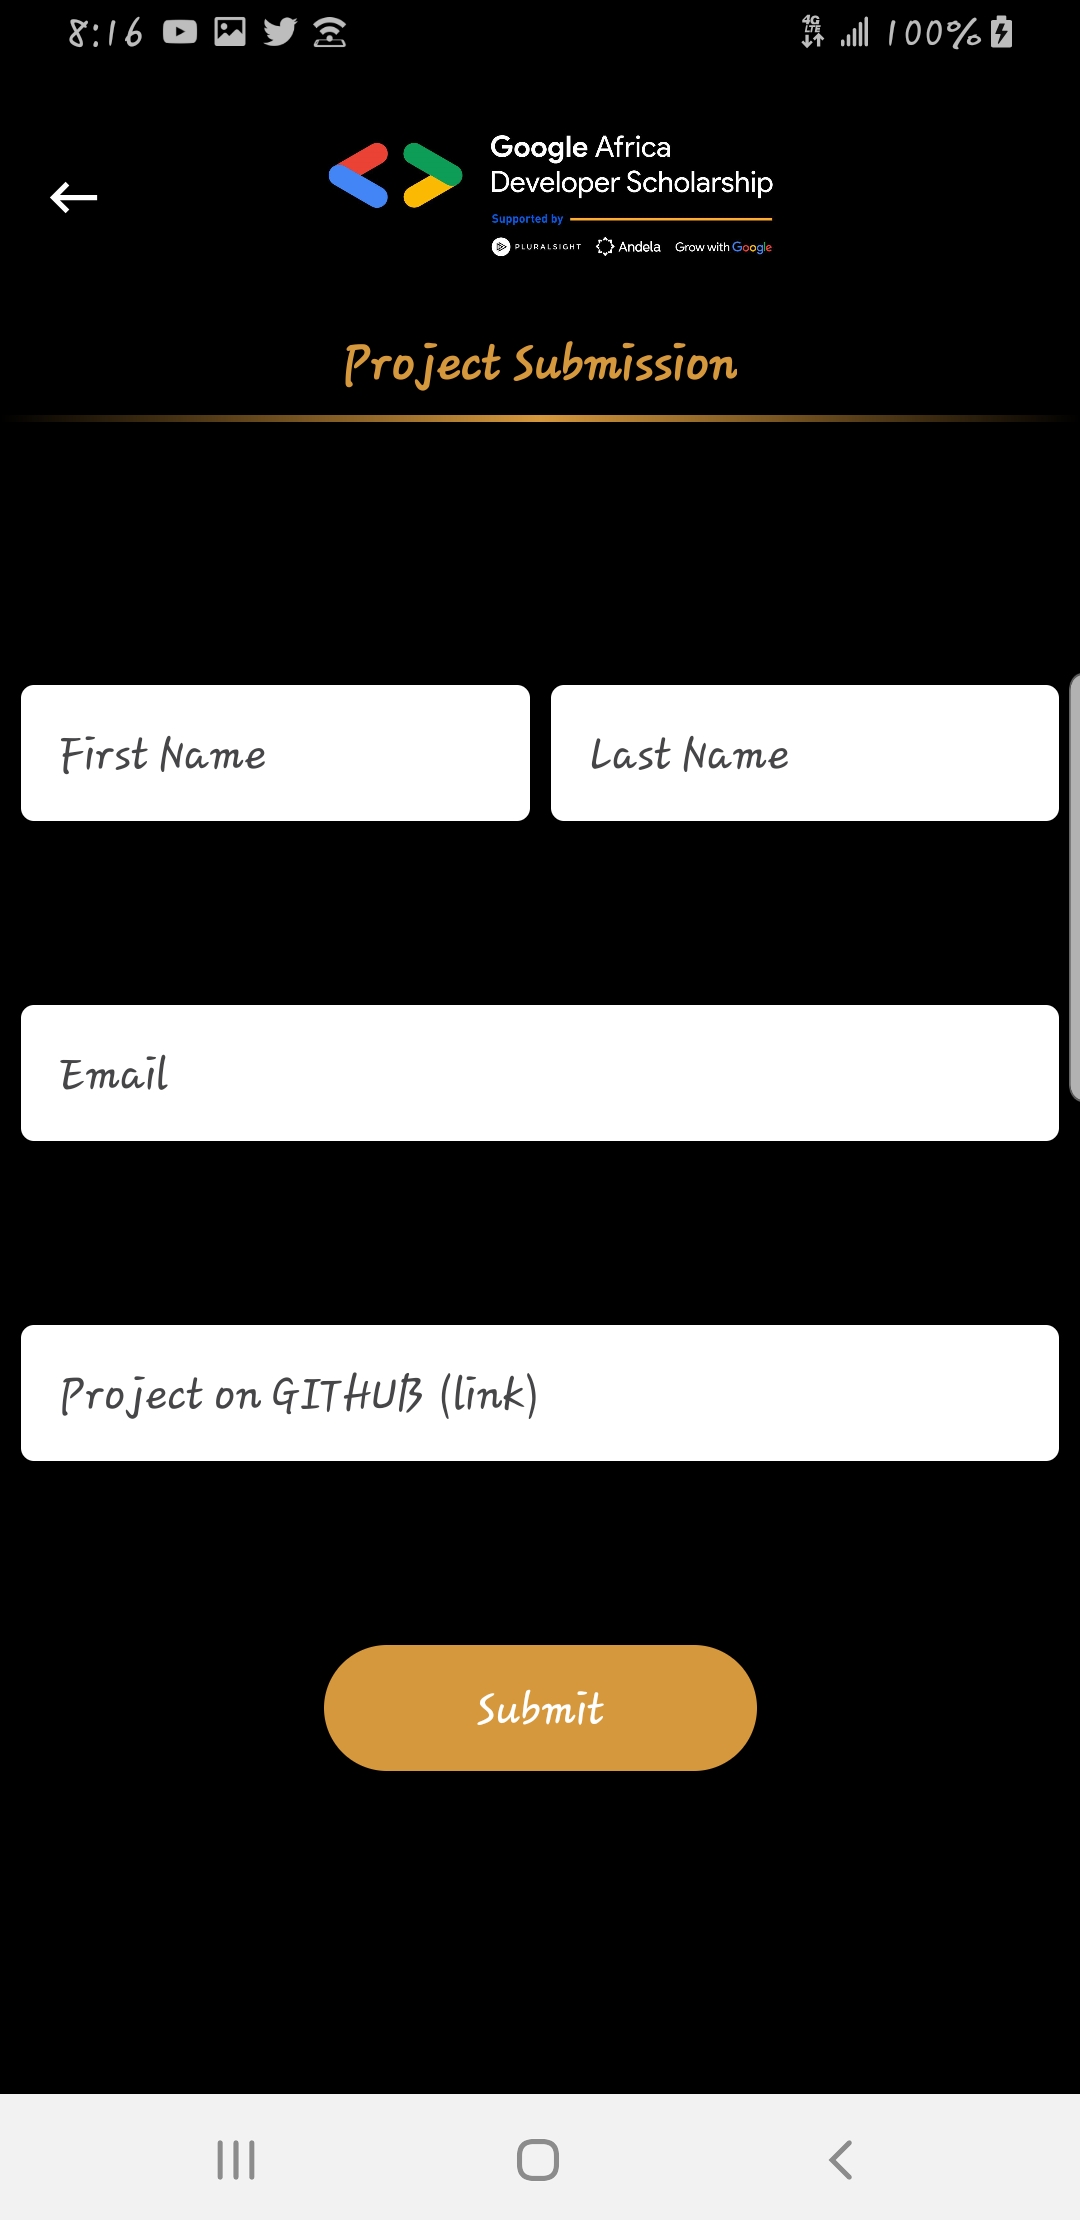 8:16
4G LTE 100%
Google Africa
Developer Scholarship
Supported by
PLURALSIGHT Andela Grow with Google
Project Submission
First Name Last Name
Email
Project on GITHUB (link)
Submit